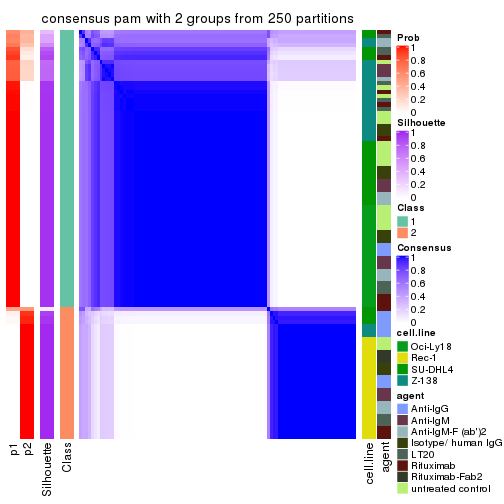 consensus pam with 2 groups from 250 partitions
Prob
1
0.8
0.6
0.4
0.2
0
Silhouette
1
0.8
0.6
0.4
0.2
0
Class
1
2
Consensus
1
0.8
0.6
0.4
0.2
0
cell.line
Oci-Ly18
Rec-1
SU-DHL4
Z-138
agent
Anti-IgG
Anti-IgM
Anti-IgM-F (ab')2
Isotype/ human IgG
LT20
Rituximab
Rituximab-Fab2
untreated control
p1
p2
Silhouette
Class
cell.line
agent